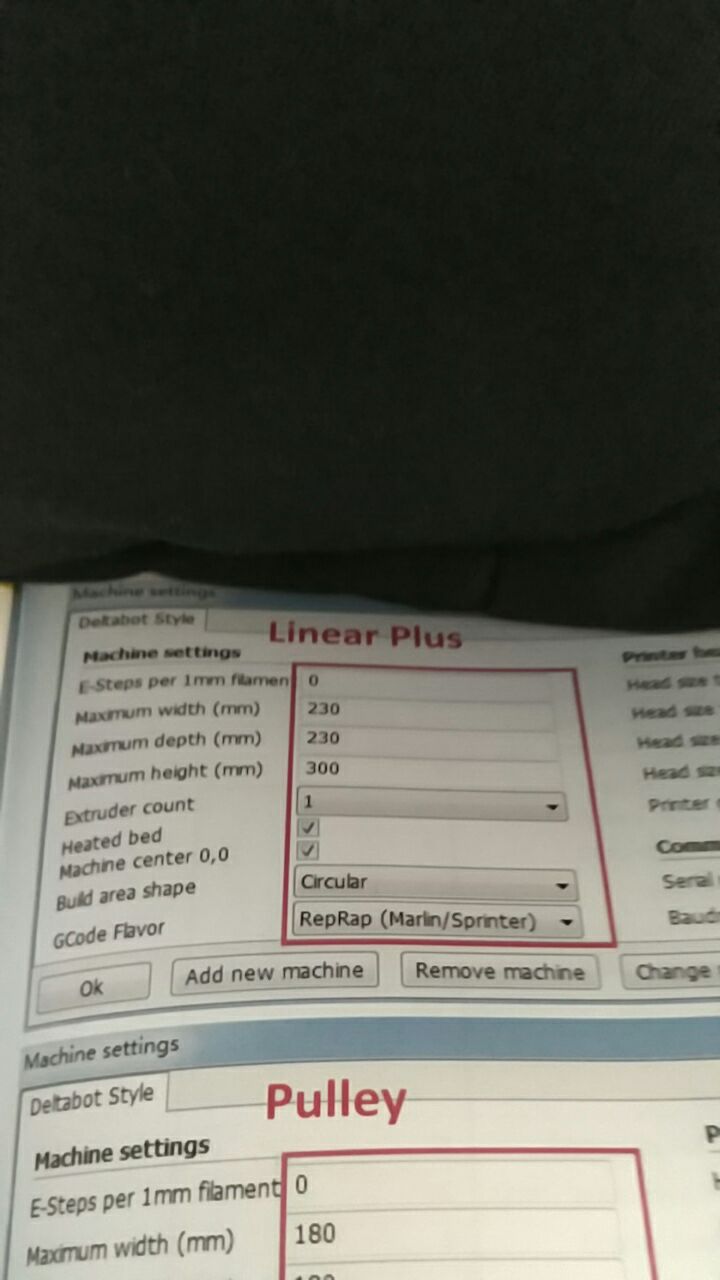 Machine settings
Deltabot Style
Linear Plus
Machine settings
Printer
E-Steps per 1mm filamen 0
Head size
Maximum width (mm) 230
Head size
Maximum depth (mm) 230
Head size
Maximum height (mm) 300
Head
Extruder count 1
Printer
Heated bed
Machine center 0,0
Build area shape Circular
Serial
GCode Flavor RepRap (Marlin/Sprinter)
Ok Add new machine Remove machine Change
Machine settings
Deltabot Style
Pulley
Machine settings
E-Steps per 1mm filament 0
Maximum width (mm) 180